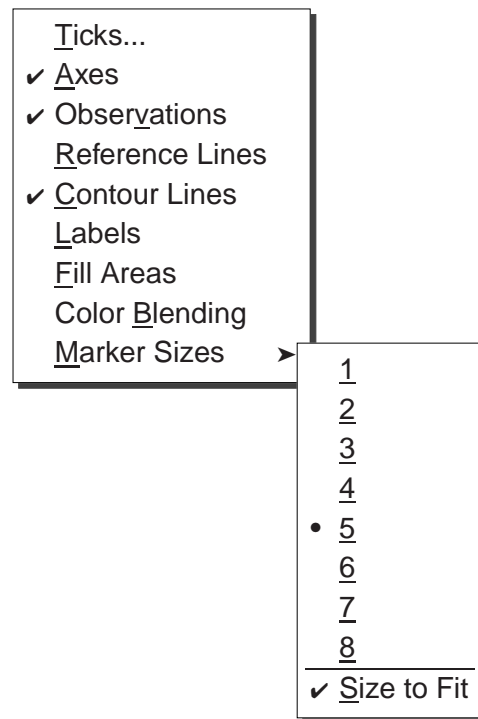 Ticks...
✔ Axes
✔ Observations
Reference Lines
✔ Contour Lines
Labels
Fill Areas
Color Blending
Marker Sizes ➤
1
2
3
4
• 5
6
7
8
✔ Size to Fit